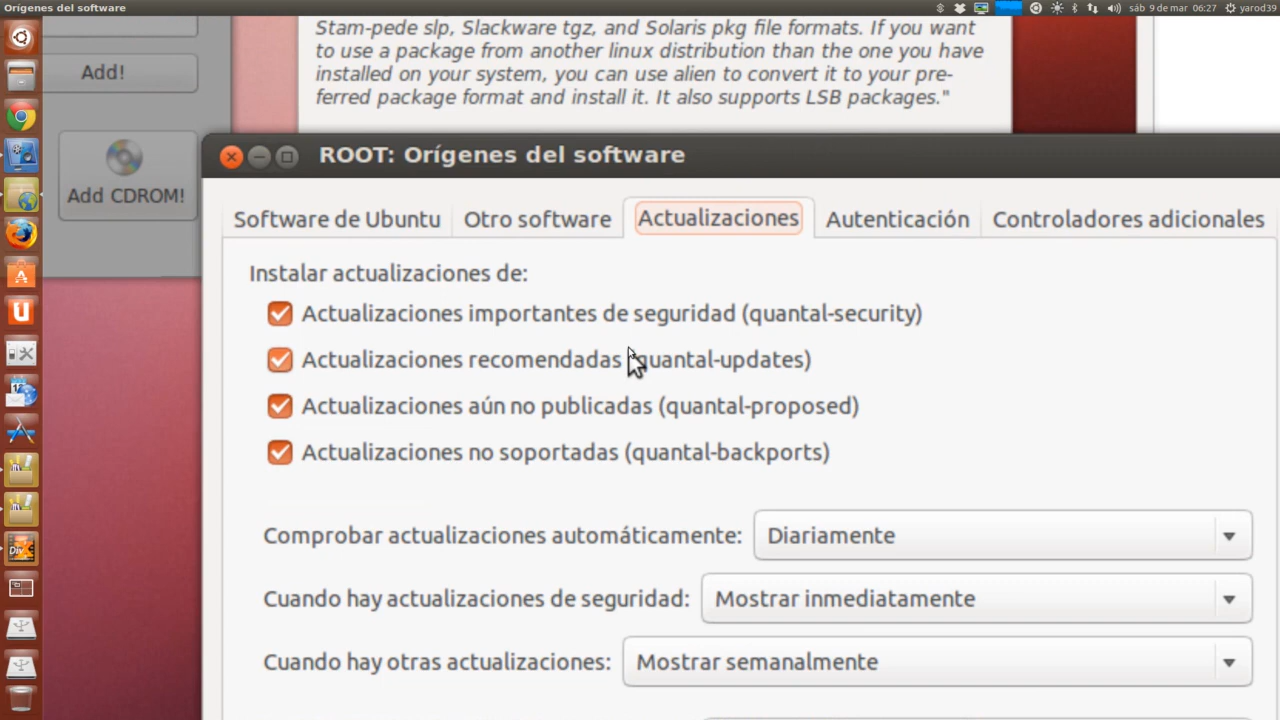 Orígenes del software
sáb 9 de mar 06:27
yarod39
Stam-pede slp, Slackware tgz, and Solaris pkg file formats. If you want
to use a package from another linux distribution than the one you have
installed on your system, you can use alien to convert it to your pre-
ferred package format and install it. It also supports LSB packages."
Add!
Add CDROM!
ROOT: Orígenes del software
Software de Ubuntu
Otro software
Actualizaciones
Autenticación
Controladores adicionales
Instalar actualizaciones de:
Actualizaciones importantes de seguridad (quantal-security)
Actualizaciones recomendadas (quantal-updates)
Actualizaciones aún no publicadas (quantal-proposed)
Actualizaciones no soportadas (quantal-backports)
Comprobar actualizaciones automáticamente: Diariamente
Cuando hay actualizaciones de seguridad: Mostrar inmediatamente
Cuando hay otras actualizaciones: Mostrar semanalmente